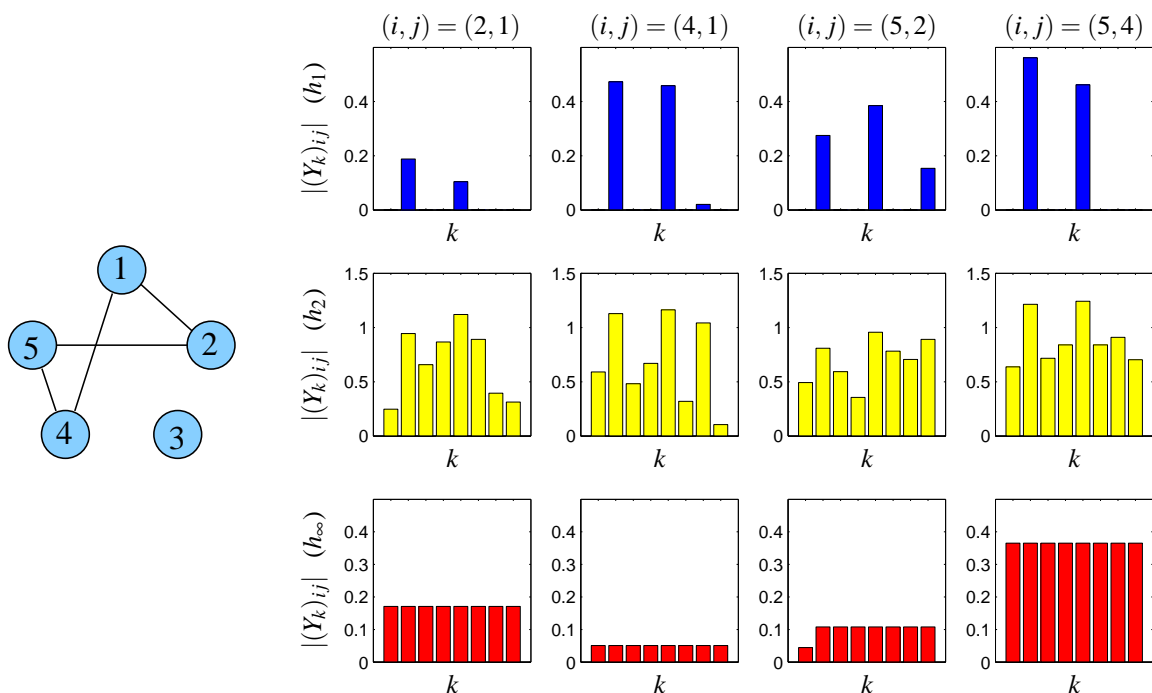 (i, j) = (2, 1)
(i, j) = (4, 1)
(i, j) = (5, 2)
(i, j) = (5, 4)
|(Y_k)_{ij}| (h_1)
0.4
0.2
0
k
0.4
0.2
0
k
0.4
0.2
0
k
0.4
0.2
0
k
1
2
3
4
5
|(Y_k)_{ij}| (h_2)
1.5
1
0.5
0
k
1.5
1
0.5
0
k
1.5
1
0.5
0
k
1.5
1
0.5
0
k
|(Y_k)_{ij}| (h_∞)
0.4
0.3
0.2
0.1
0
k
0.4
0.3
0.2
0.1
0
k
0.4
0.3
0.2
0.1
0
k
0.4
0.3
0.2
0.1
0
k